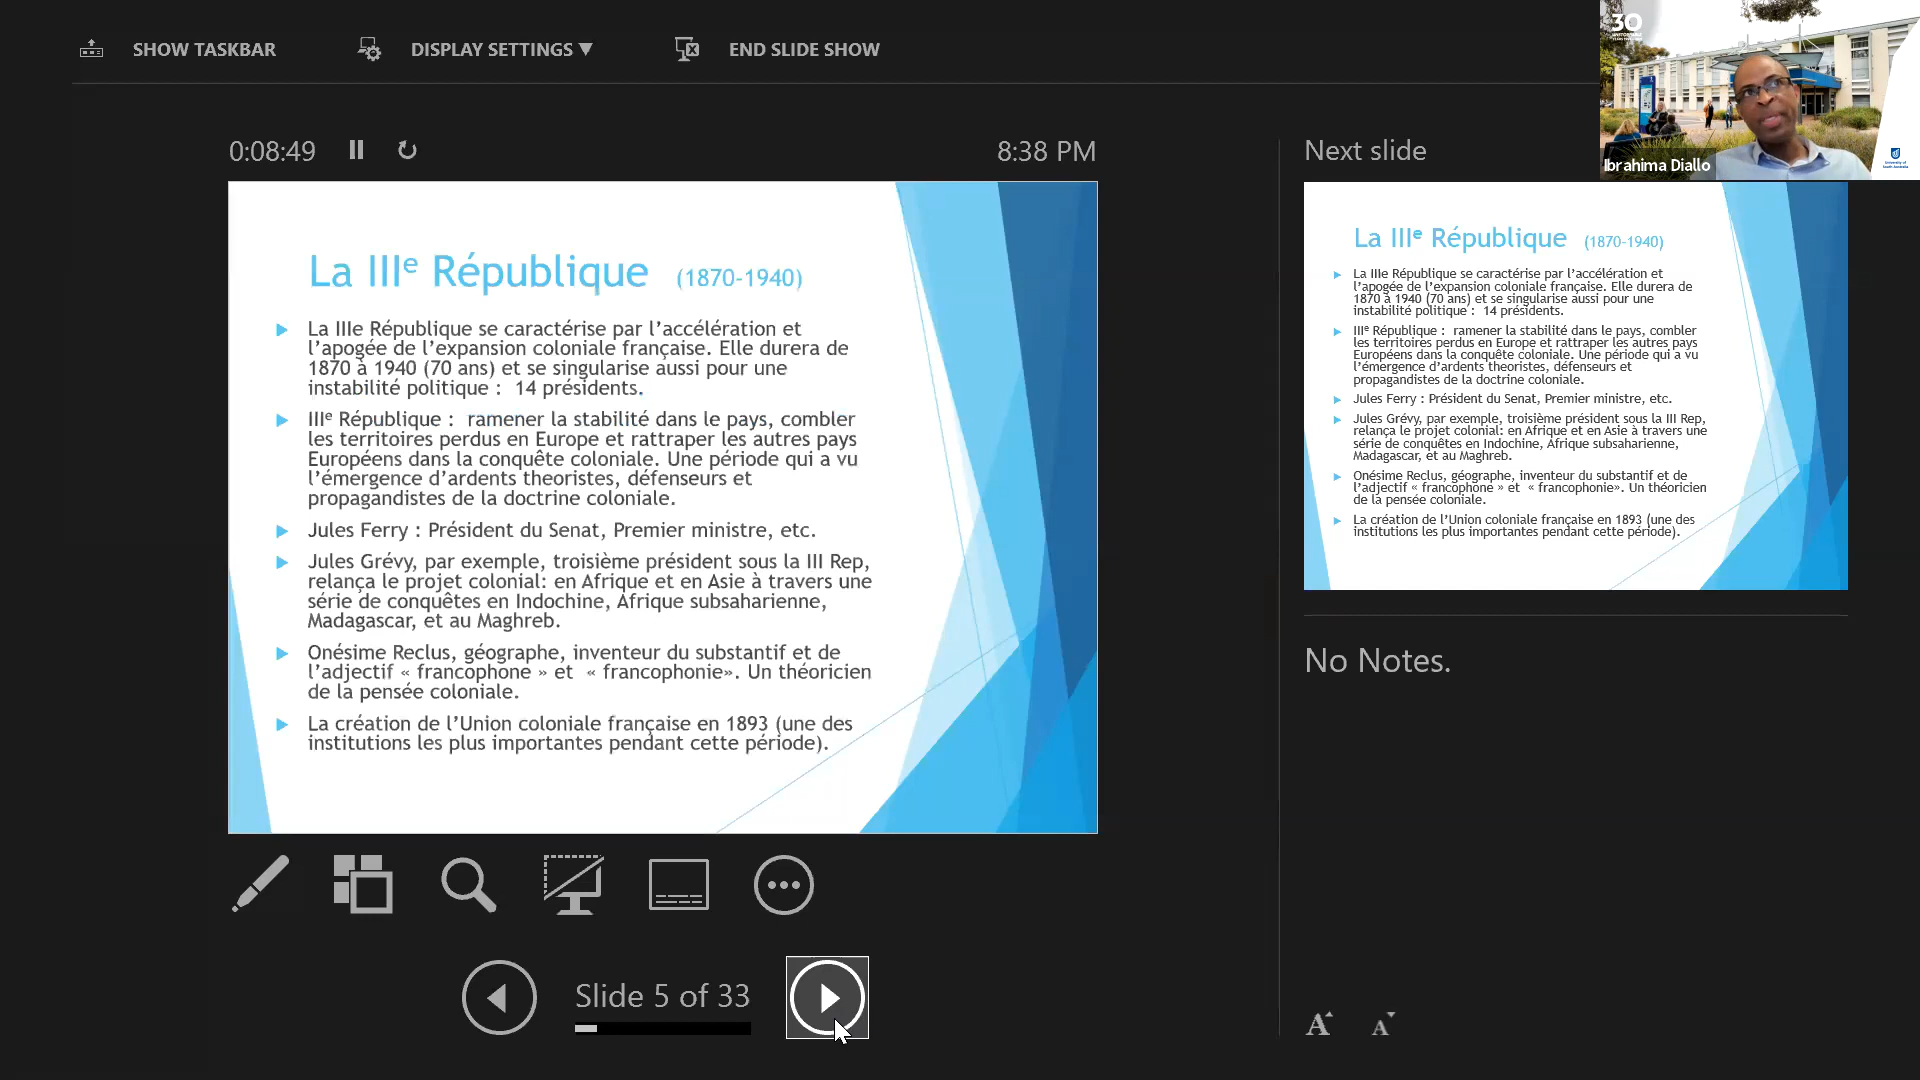 SHOW TASKBAR
DISPLAY SETTINGS ▼
END SLIDE SHOW
30
Ibrahima Diallo
University of
South Australia
0:08:49
8:38 PM
La IIIe République (1870-1940)
La IIIe République se caractérise par l’accélération et
l’apogée de l’expansion coloniale française. Elle durera de
1870 à 1940 (70 ans) et se singularise aussi pour une
instabilité politique : 14 présidents.
IIIe République : ramener la stabilité dans le pays, combler
les territoires perdus en Europe et rattraper les autres pays
Européens dans la conquête coloniale. Une période qui a vu
l’émergence d’ardents theoristes, défenseurs et
propagandistes de la doctrine coloniale.
Jules Ferry : Président du Senat, Premier ministre, etc.
Jules Grévy, par exemple, troisième président sous la III Rep,
relança le projet colonial: en Afrique et en Asie à travers une
série de conquêtes en Indochine, Afrique subsaharienne,
Madagascar, et au Maghreb.
Onésime Reclus, géographe, inventeur du substantif et de
l’adjectif « francophone » et « francophonie». Un théoricien
de la pensée coloniale.
La création de l’Union coloniale française en 1893 (une des
institutions les plus importantes pendant cette période).
Slide 5 of 33
Next slide
La IIIe République (1870-1940)
La IIIe République se caractérise par l’accélération et
l’apogée de l’expansion coloniale française. Elle durera de
1870 à 1940 (70 ans) et se singularise aussi pour une
instabilité politique : 14 présidents.
IIIe République : ramener la stabilité dans le pays, combler
les territoires perdus en Europe et rattraper les autres pays
Européens dans la conquête coloniale. Une période qui a vu
l’émergence d’ardents theoristes, défenseurs et
propagandistes de la doctrine coloniale.
Jules Ferry : Président du Senat, Premier ministre, etc.
Jules Grévy, par exemple, troisième président sous la III Rep,
relança le projet colonial: en Afrique et en Asie à travers une
série de conquêtes en Indochine, Afrique subsaharienne,
Madagascar, et au Maghreb.
Onésime Reclus, géographe, inventeur du substantif et de
l’adjectif « francophone » et « francophonie». Un théoricien
de la pensée coloniale.
La création de l’Union coloniale française en 1893 (une des
institutions les plus importantes pendant cette période).
No Notes.
A A